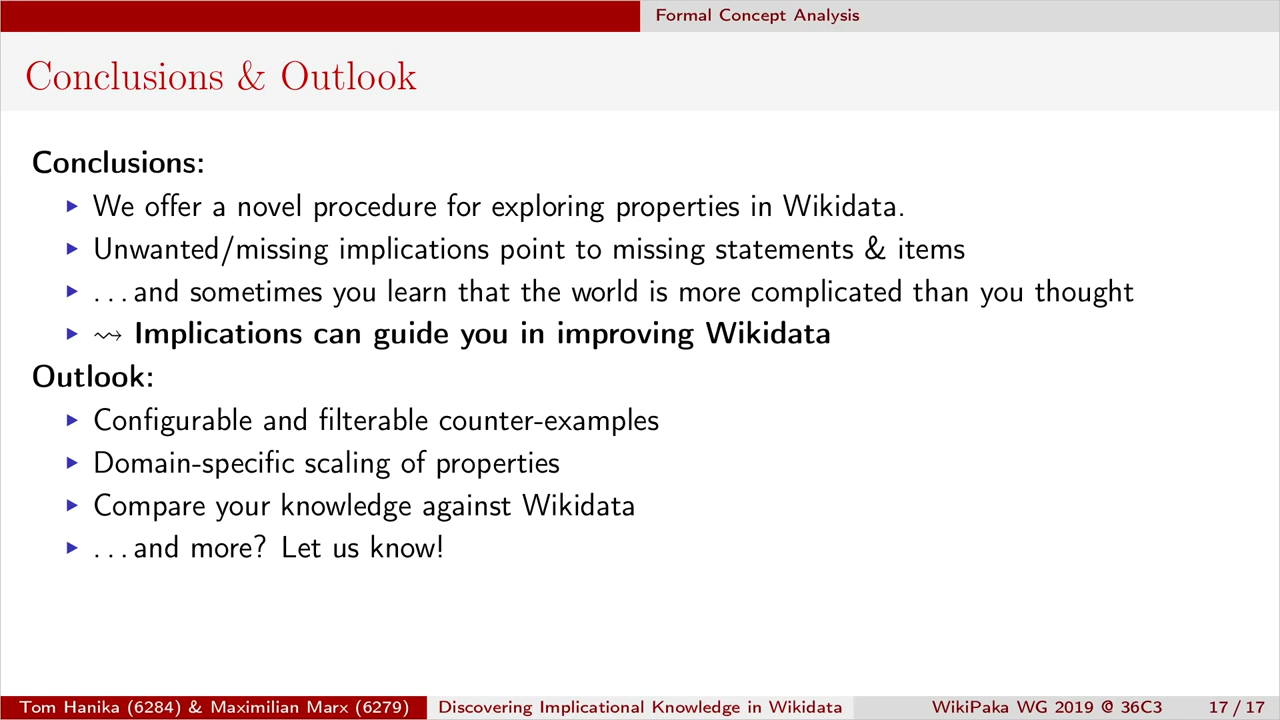 Formal Concept Analysis
Conclusions & Outlook
Conclusions:
▶ We offer a novel procedure for exploring properties in Wikidata.
▶ Unwanted/missing implications point to missing statements & items
▶ ...and sometimes you learn that the world is more complicated than you thought
▶ ⇝ Implications can guide you in improving Wikidata
Outlook:
▶ Configurable and filterable counter-examples
▶ Domain-specific scaling of properties
▶ Compare your knowledge against Wikidata
▶ ...and more? Let us know!
Tom Hanika (6284) & Maximilian Marx (6279) Discovering Implicational Knowledge in Wikidata WikiPaka WG 2019 @ 36C3 17 / 17